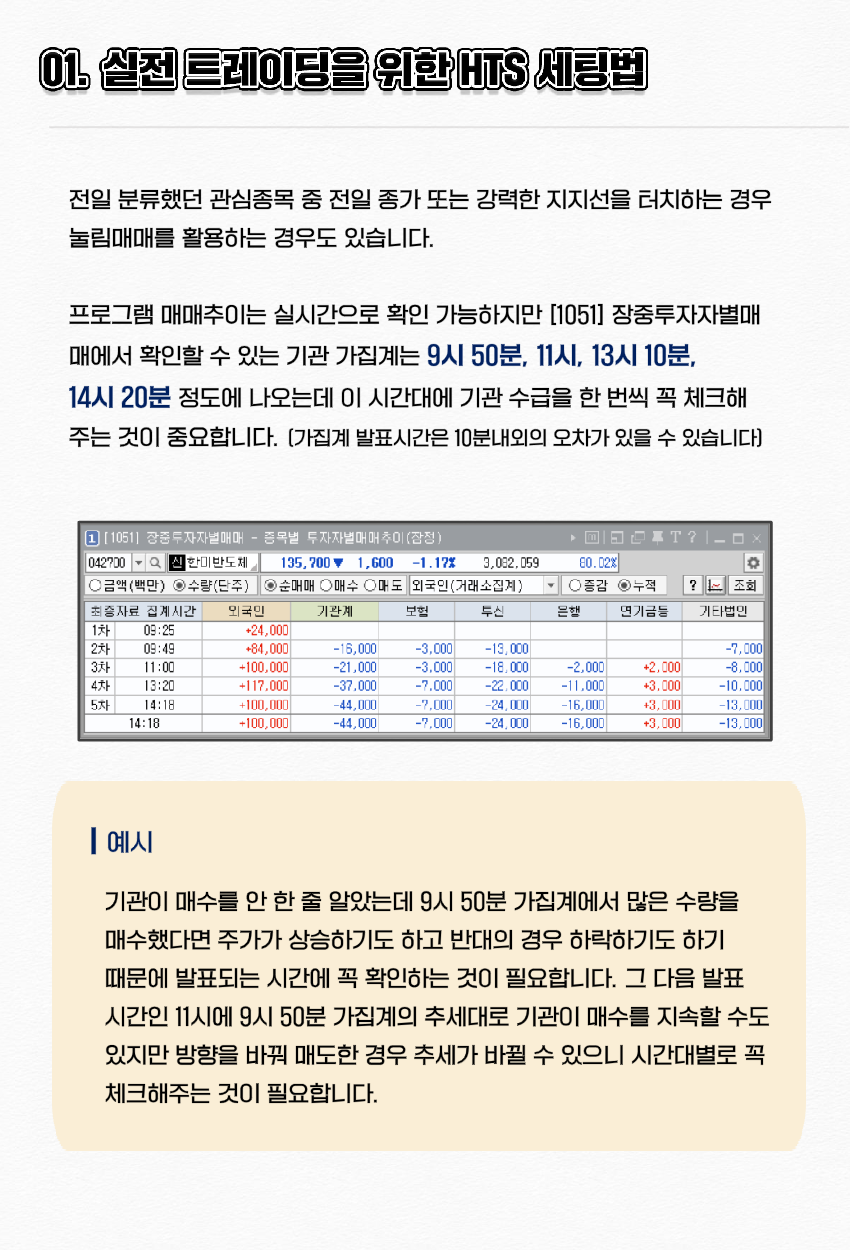 01. 실전 트레이딩을 위한 HTS 세팅법
전일 분류했던 관심종목 중 전일 종가 또는 강력한 지지선을 터치하는 경우
눌림매매를 활용하는 경우도 있습니다.
프로그램 매매추이는 실시간으로 확인 가능하지만 [1051] 장중투자자별매
매에서 확인할 수 있는 기관 가집계는 9시 50분, 11시, 13시 10분,
14시 20분 정도에 나오는데 이 시간대에 기관 수급을 한 번씩 꼭 체크해
주는 것이 중요합니다. (가집계 발표시간은 10분내외의 오차가 있을 수 있습니다)
1 [1051] 장중투자자별매매 - 종목별 투자자별매매추이(잠정)
042700 신 한미반도체 135,700 ▼ 1,600 -1.17% 3,082,059 80.02%
금액(백만) 수량(단주) 순매매 매수 매도 외국인(거래소집계) 증감 누적 ? 조회
최종자료 집계시간 외국인 기관계 보험 투신 은행 연기금등 기타법인
1차 09:25 +24,000
2차 09:49 +84,000 -16,000 -3,000 -13,000 -7,000
3차 11:00 +100,000 -21,000 -3,000 -18,000 -2,000 +2,000 -8,000
4차 13:20 +117,000 -37,000 -7,000 -22,000 -11,000 +3,000 -10,000
5차 14:18 +100,000 -44,000 -7,000 -24,000 -16,000 +3,000 -13,000
14:18 +100,000 -44,000 -7,000 -24,000 -16,000 +3,000 -13,000
예시
기관이 매수를 안 한 줄 알았는데 9시 50분 가집계에서 많은 수량을
매수했다면 주가가 상승하기도 하고 반대의 경우 하락하기도 하기
때문에 발표되는 시간에 꼭 확인하는 것이 필요합니다. 그 다음 발표
시간인 11시에 9시 50분 가집계의 추세대로 기관이 매수를 지속할 수도
있지만 방향을 바꿔 매도한 경우 추세가 바뀔 수 있으니 시간대별로 꼭
체크해주는 것이 필요합니다.